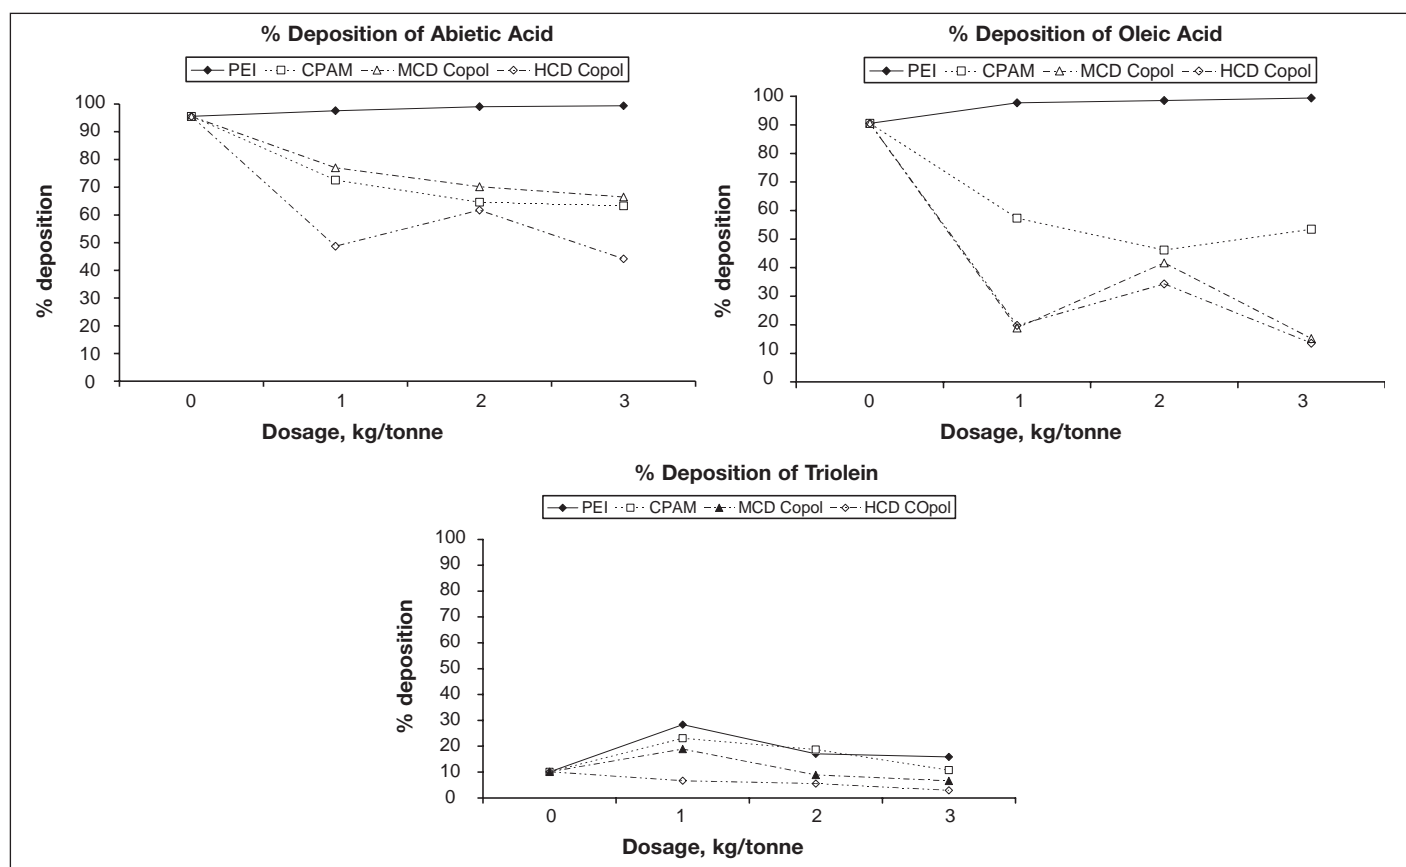 % Deposition of Abietic Acid
PEI CPAM MCD Copol HCD Copol
100
90
80
70
60
50
40
30
20
10
0
% deposition
0 1 2 3
Dosage, kg/tonne
% Deposition of Oleic Acid
PEI CPAM MCD Copol HCD Copol
100
90
80
70
60
50
40
30
20
10
0
% deposition
0 1 2 3
Dosage, kg/tonne
% Deposition of Triolein
PEI CPAM MCD Copol HCD COpol
100
90
80
70
60
50
40
30
20
10
0
% deposition
0 1 2 3
Dosage, kg/tonne